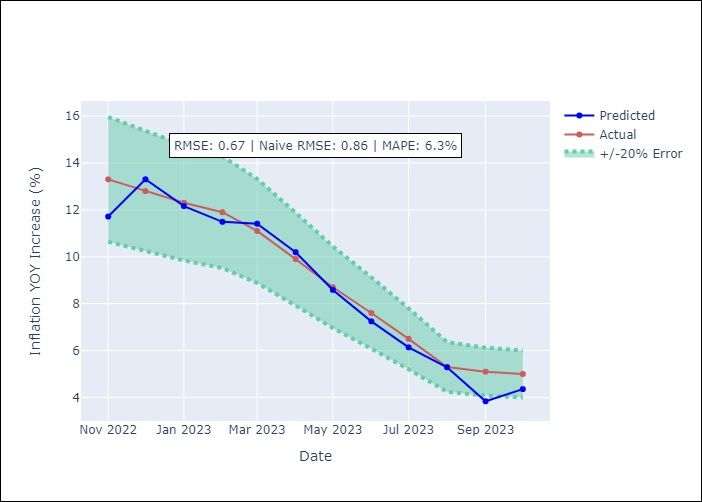 RMSE: 0.67 | Naive RMSE: 0.86 | MAPE: 6.3%
Predicted
Actual
+/-20% Error
Inflation YOY Increase (%)
16
14
12
10
8
6
4
Nov 2022 Jan 2023 Mar 2023 May 2023 Jul 2023 Sep 2023
Date